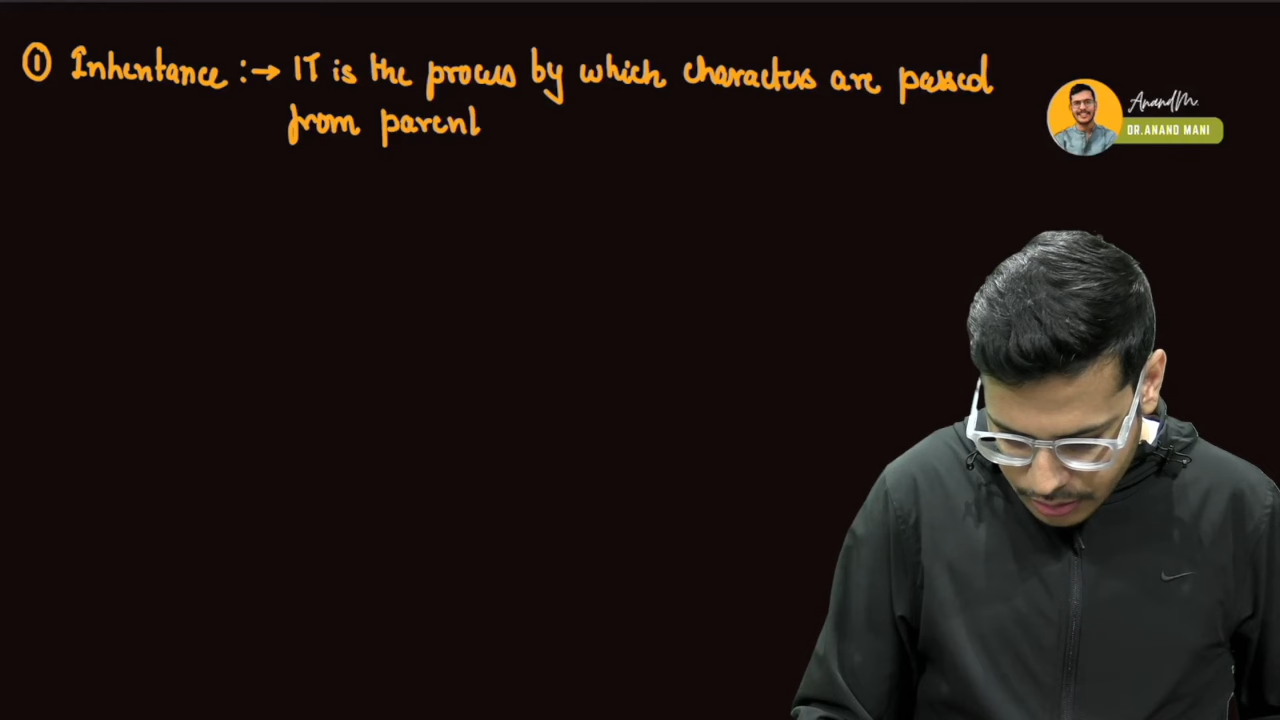 ① Inheritance :→ IT is the process by which characters are passed
from parent
AnandM.
DR.ANAND MANI